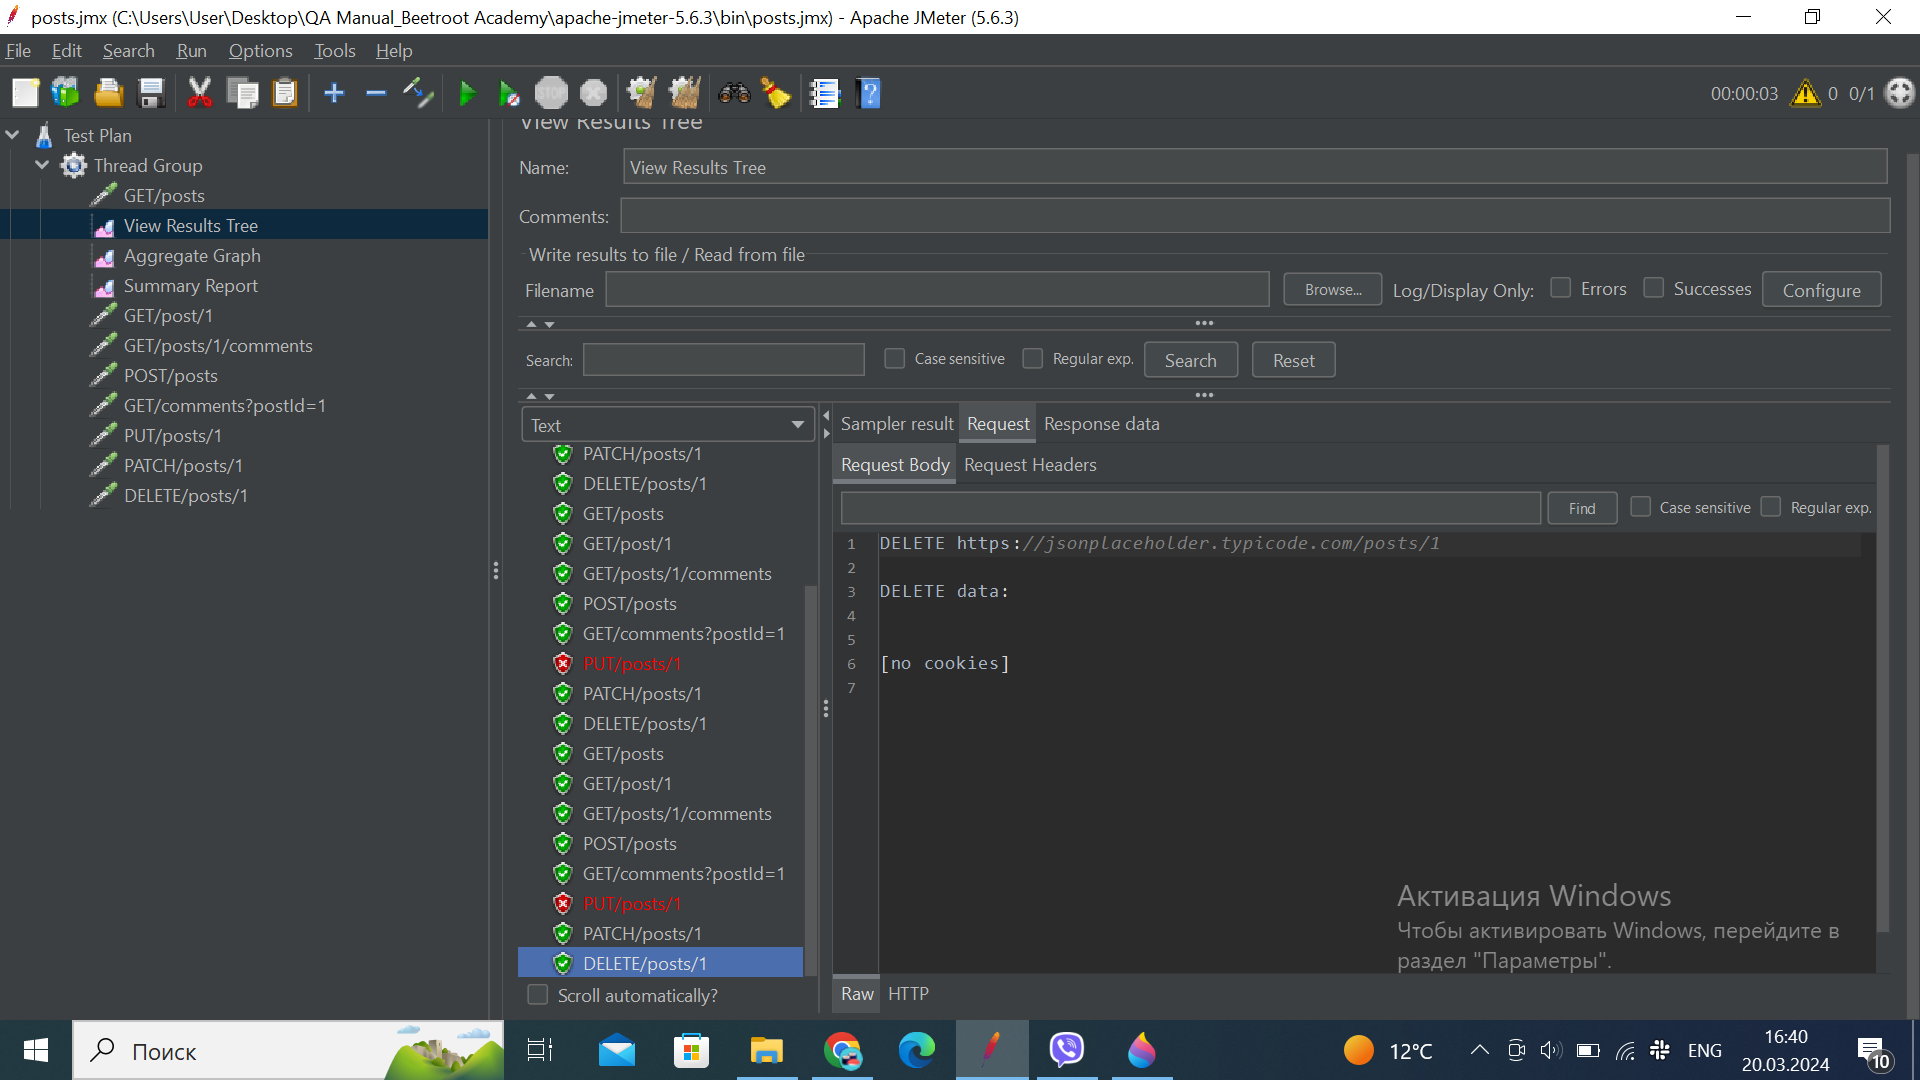 posts.jmx (C:\Users\User\Desktop\QA Manual_Beetroot Academy\apache-jmeter-5.6.3\bin\posts.jmx) - Apache JMeter (5.6.3)
File Edit Search Run Options Tools Help
STOP
00:00:03 0 0/1
Test Plan
Thread Group
GET/posts
View Results Tree
Aggregate Graph
Summary Report
GET/post/1
GET/posts/1/comments
POST/posts
GET/comments?postId=1
PUT/posts/1
PATCH/posts/1
DELETE/posts/1
View Results Tree
Name: View Results Tree
Comments:
Write results to file / Read from file
Filename Browse... Log/Display Only: Errors Successes Configure
Search: Case sensitive Regular exp. Search Reset
Text
PATCH/posts/1
DELETE/posts/1
GET/posts
GET/post/1
GET/posts/1/comments
POST/posts
GET/comments?postId=1
PUT/posts/1
PATCH/posts/1
DELETE/posts/1
GET/posts
GET/post/1
GET/posts/1/comments
POST/posts
GET/comments?postId=1
PUT/posts/1
PATCH/posts/1
DELETE/posts/1
Scroll automatically?
Sampler result Request Response data
Request Body Request Headers
Find Case sensitive Regular exp.
1 DELETE https://jsonplaceholder.typicode.com/posts/1
2
3 DELETE data:
4
5
6 [no cookies]
7
Активация Windows
Чтобы активировать Windows, перейдите в
раздел "Параметры".
Raw HTTP
Поиск
12°C ENG 16:40
20.03.2024
10